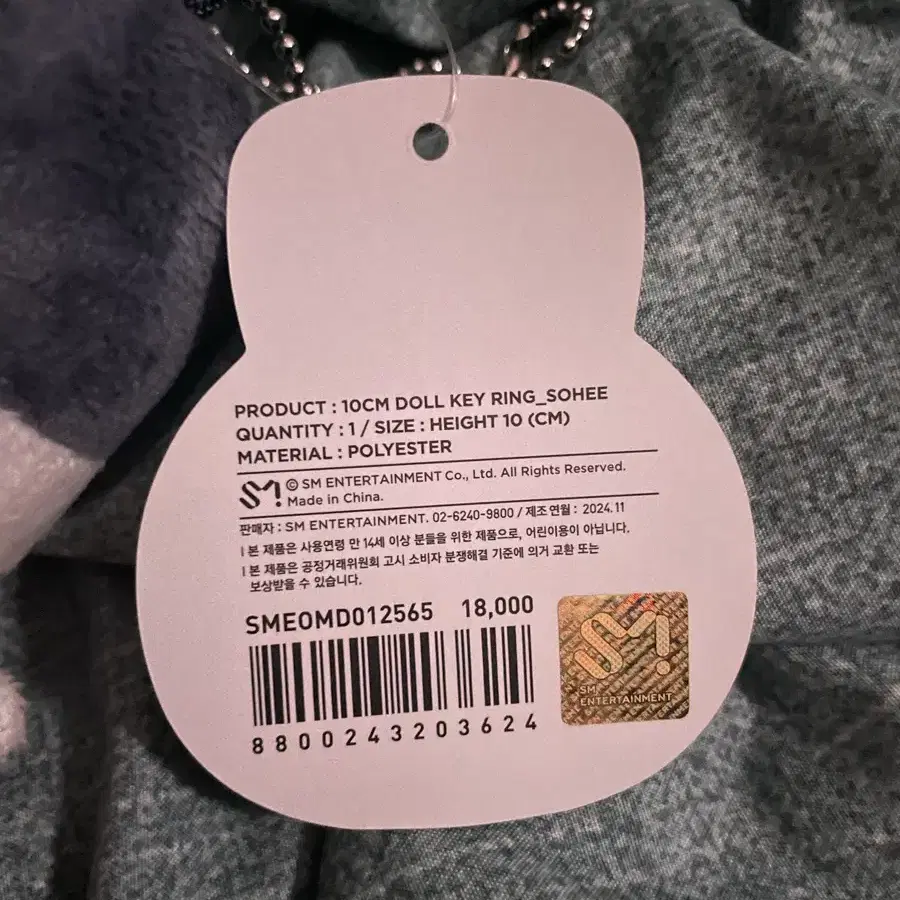 PRODUCT : 10CM DOLL KEY RING_SOHEE
QUANTITY : 1 / SIZE : HEIGHT 10 (CM)
MATERIAL : POLYESTER
SM! © SM ENTERTAINMENT Co., Ltd. All Rights Reserved.
Made in China.
판매자 : SM ENTERTAINMENT. 02-6240-9800 / 제조연월 : 2024.11
| 본 제품은 사용연령 만 14세 이상 분들을 위한 제품으로, 어린이용이 아닙니다.
| 본 제품은 공정거래위원회 고시 소비자 분쟁해결 기준에 의거 교환 또는
보상받을 수 있습니다.
SMEOMD012565 18,000
8800243203624
SM!
SM
ENTERTAINMENT